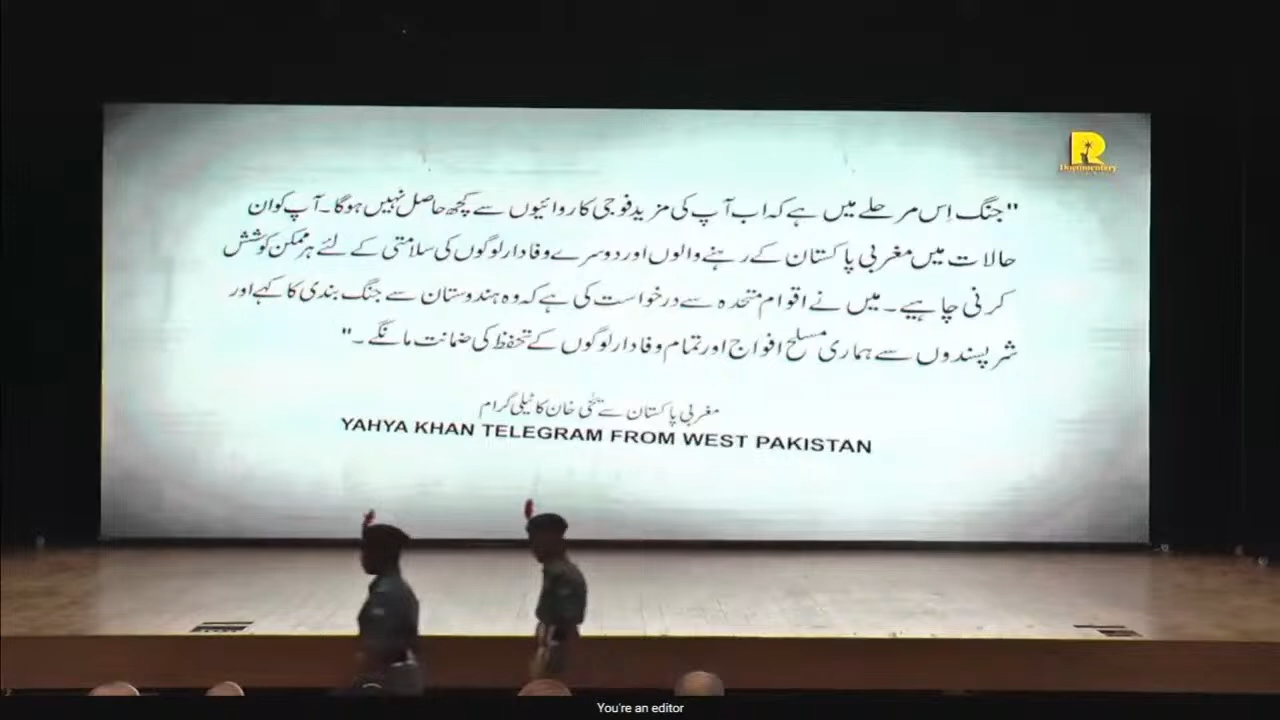 R
Documentary
"جنگ اِس مرحلے میں ہے کہ اب آپ کی مزید فوجی کاروائیوں سے کچھ حاصل نہیں ہوگا۔ آپ کو ان
حالات میں مغربی پاکستان کے رہنے والوں اور دوسرے وفادار لوگوں کی سلامتی کے لئے ہر ممکن کوشش
کرنی چاہیے۔ میں نے اقوام متحدہ سے درخواست کی ہے کہ وہ ہندوستان سے جنگ بندی کا کہے اور
شرپسندوں سے ہماری مسلح افواج اور تمام وفادار لوگوں کے تحفظ کی ضمانت مانگے۔"
مغربی پاکستان سے یحیٰی خان کا ٹیلی گرام
YAHYA KHAN TELEGRAM FROM WEST PAKISTAN
You're an editor